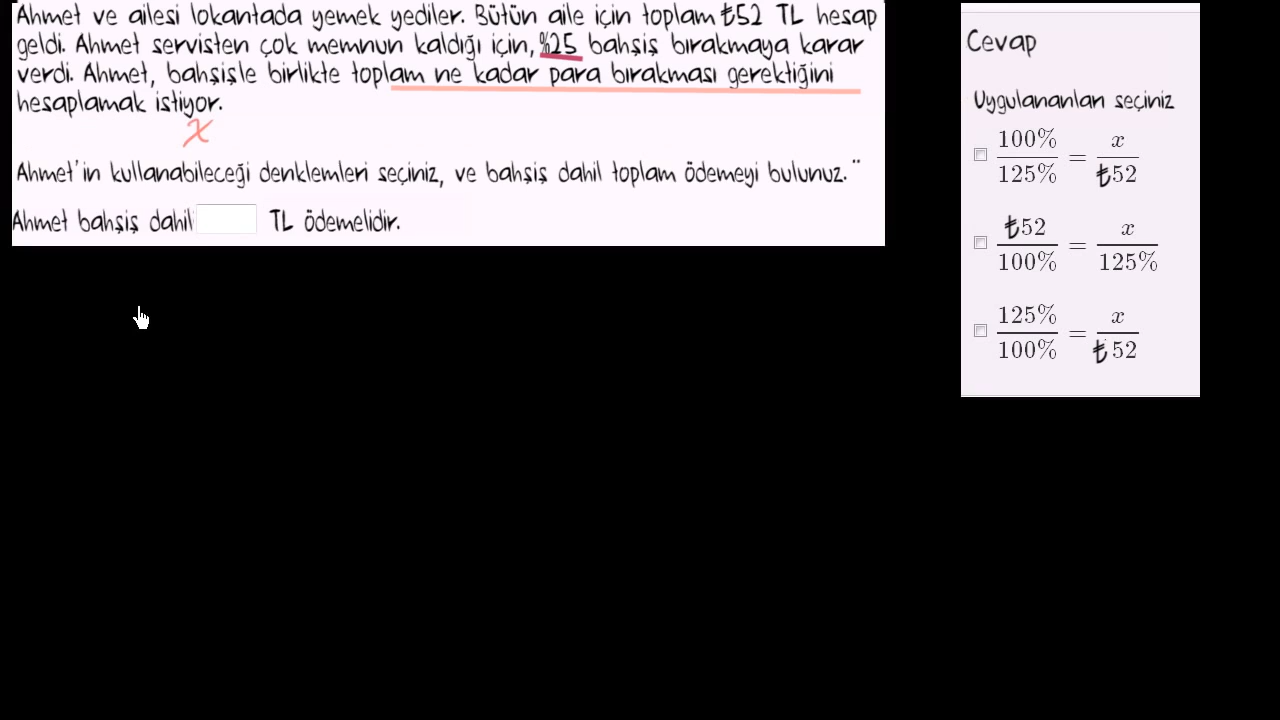 Ahmet ve ailesi lokantada yemek yediler. Bütün aile için toplam ₺52 TL hesap
geldi. Ahmet servisten çok memnun kaldığı için, %25 bahşiş bırakmaya karar
verdi. Ahmet, bahşişle birlikte toplam ne kadar para bırakması gerektiğini
hesaplamak istiyor.
x
Ahmet'in kullanabileceği denklemleri seçiniz, ve bahşiş dahil toplam ödemeyi bulunuz."
Ahmet bahşiş dahil TL ödemelidir.
Cevap
Uygulananları seçiniz
100%/125% = x/₺52
₺52/100% = x/125%
125%/100% = x/₺52